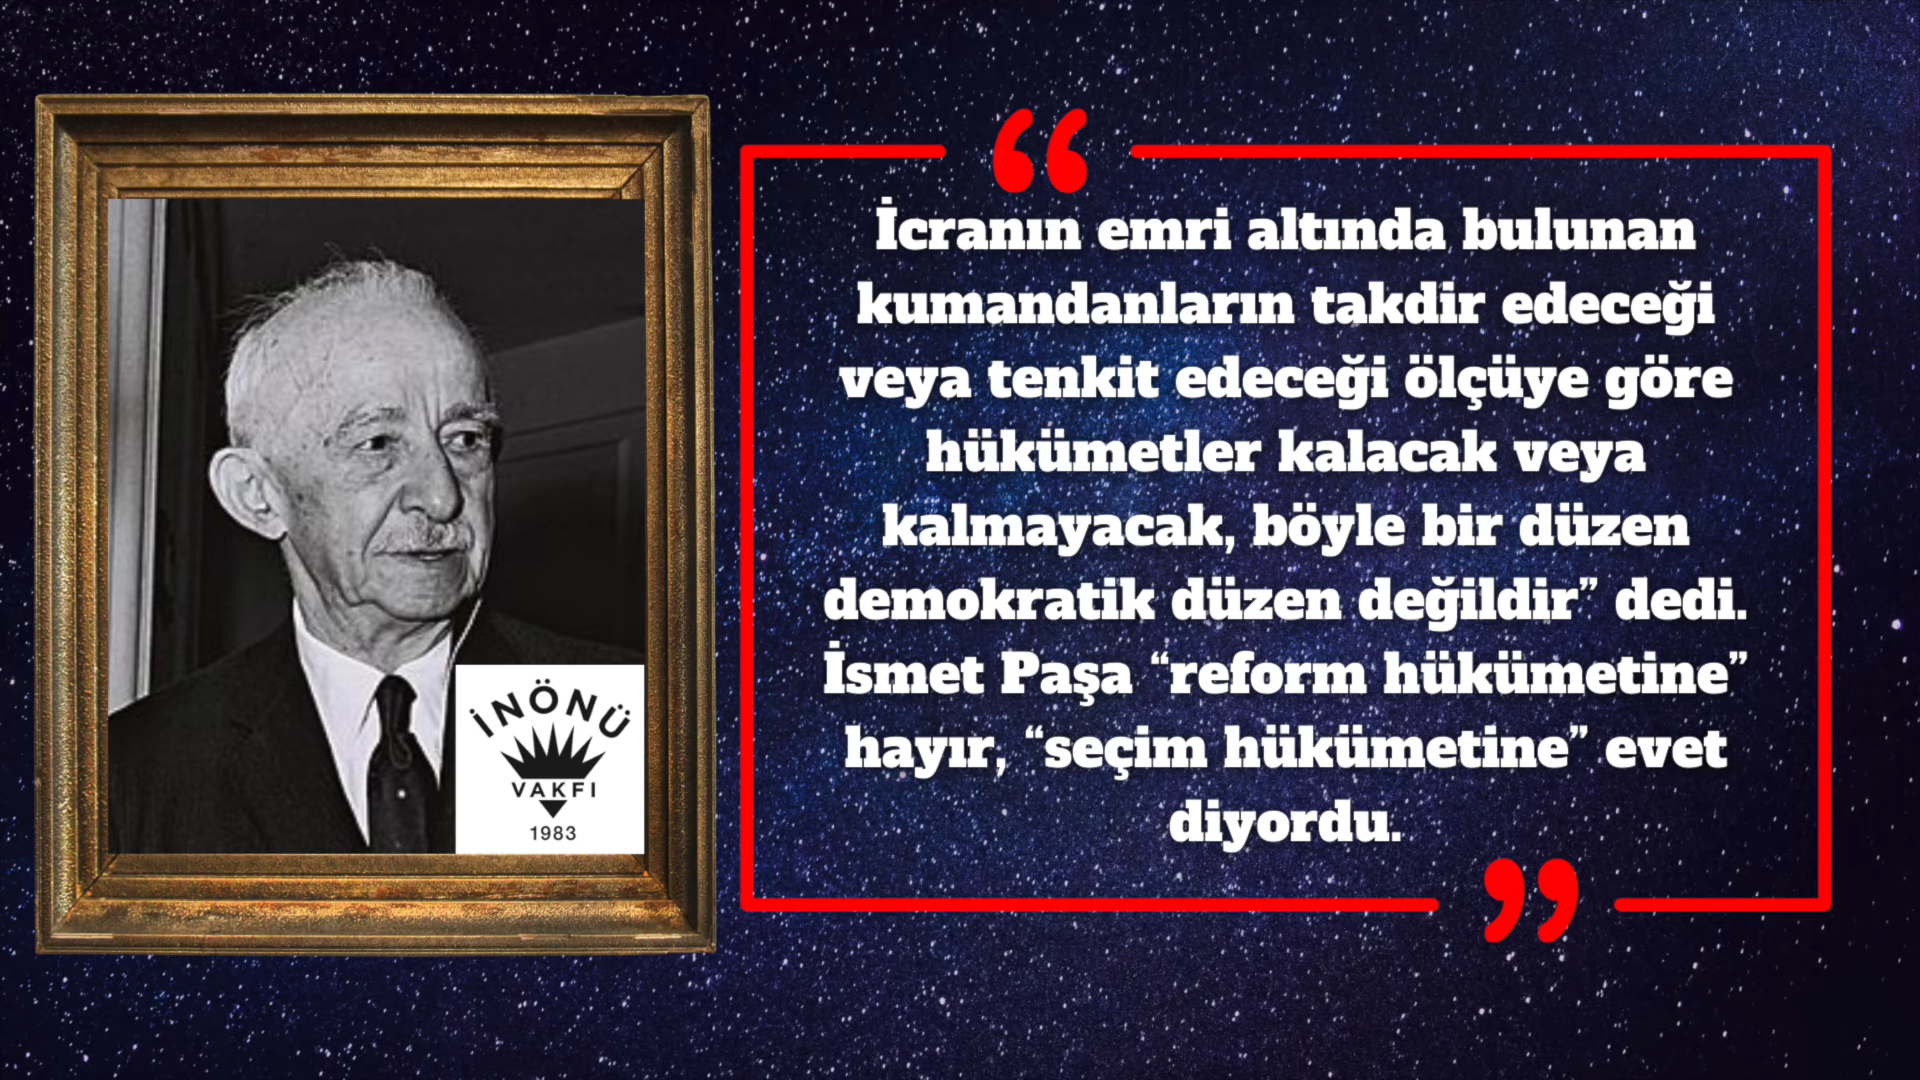 İcranın emri altında bulunan
kumandanların takdir edeceği
veya tenkit edeceği ölçüye göre
hükümetler kalacak veya
kalmayacak, böyle bir düzen
demokratik düzen değildir” dedi.
İsmet Paşa “reform hükümetine”
hayır, “seçim hükümetine” evet
diyordu.
İNÖNÜ
VAKFI
1983